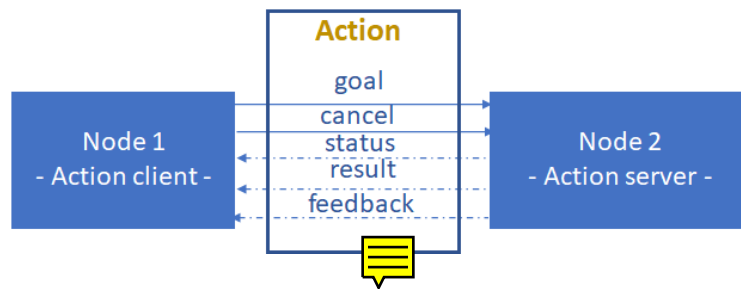 Action
goal
cancel
status
result
feedback
Node 1
- Action client -
Node 2
- Action server -